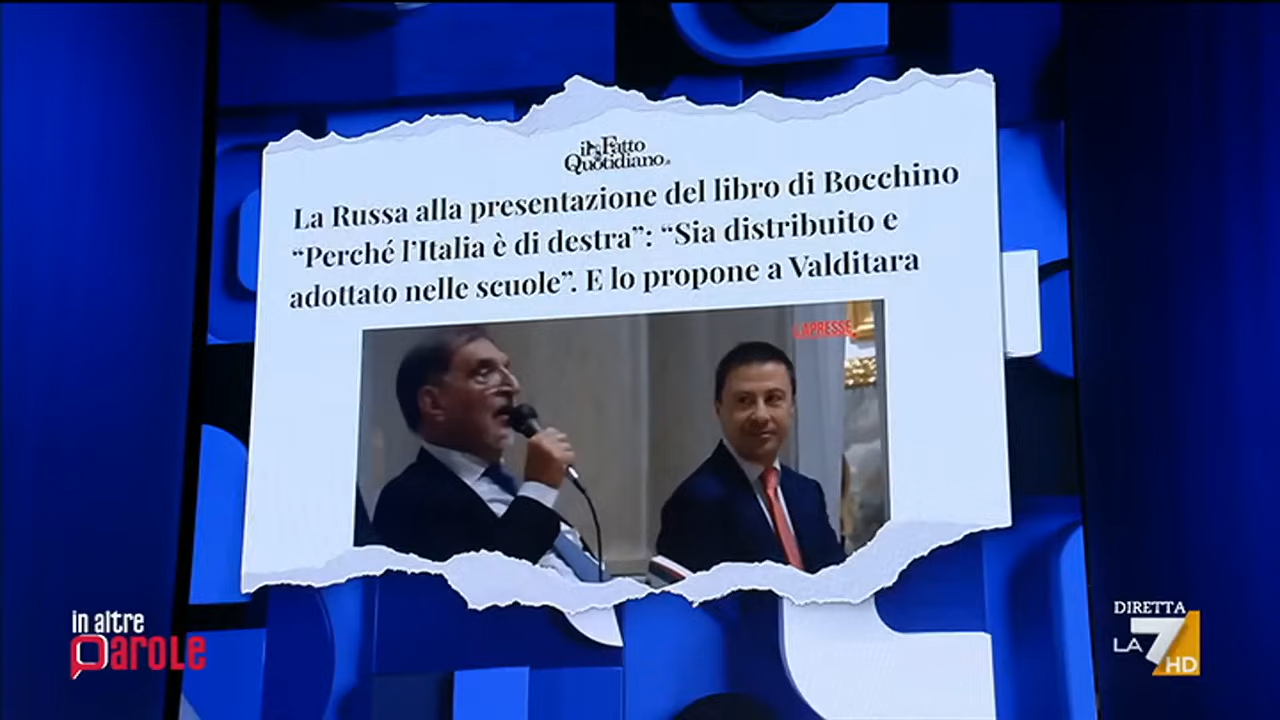 il Fatto
Quotidiano.it
La Russa alla presentazione del libro di Bocchino
“Perché l’Italia è di destra”: “Sia distribuito e
adottato nelle scuole”. E lo propone a Valditara
LAPRESSE
in altre
parole
DIRETTA
LA7
HD